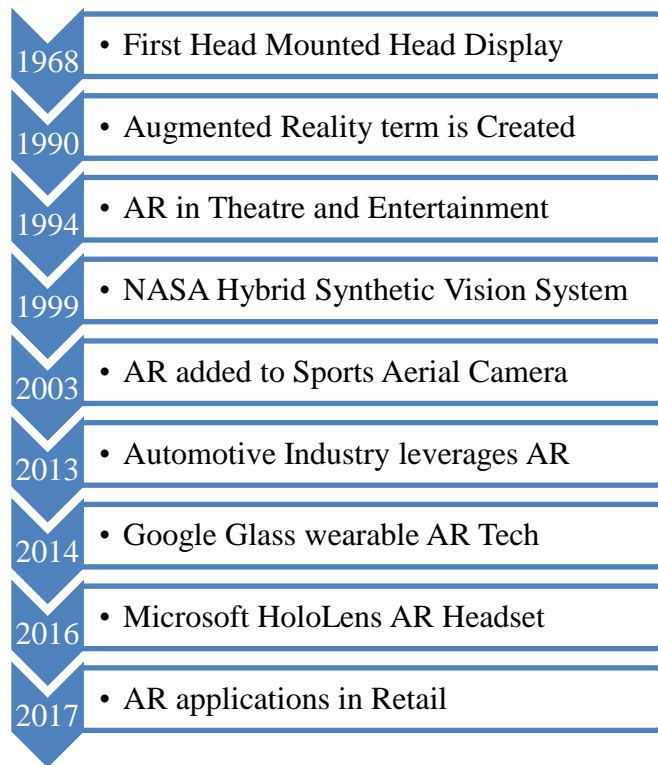 1968
• First Head Mounted Head Display
1990
• Augmented Reality term is Created
1994
• AR in Theatre and Entertainment
1999
• NASA Hybrid Synthetic Vision System
2003
• AR added to Sports Aerial Camera
2013
• Automotive Industry leverages AR
2014
• Google Glass wearable AR Tech
2016
• Microsoft HoloLens AR Headset
2017
• AR applications in Retail